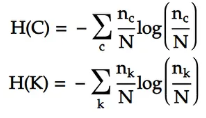 H(C) = − ∑_c n_c/N log(n_c/N)
H(K) = − ∑_k n_k/N log(n_k/N)